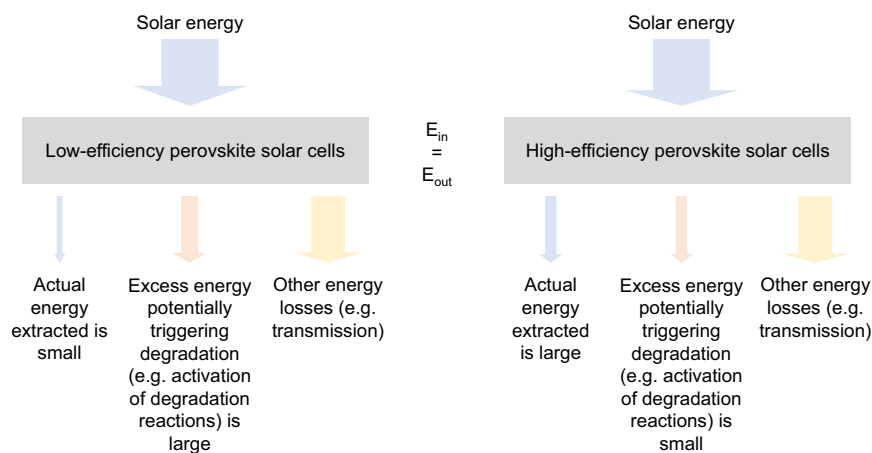 Solar energy
Low-efficiency perovskite solar cells
Actual
energy
extracted is
small
Excess energy
potentially
triggering
degradation
(e.g. activation
of degradation
reactions) is
large
Other energy
losses (e.g.
transmission)
E_in
=
E_out
Solar energy
High-efficiency perovskite solar cells
Actual
energy
extracted
is large
Excess energy
potentially
triggering
degradation
(e.g. activation
of degradation
reactions) is
small
Other energy
losses (e.g.
transmission)